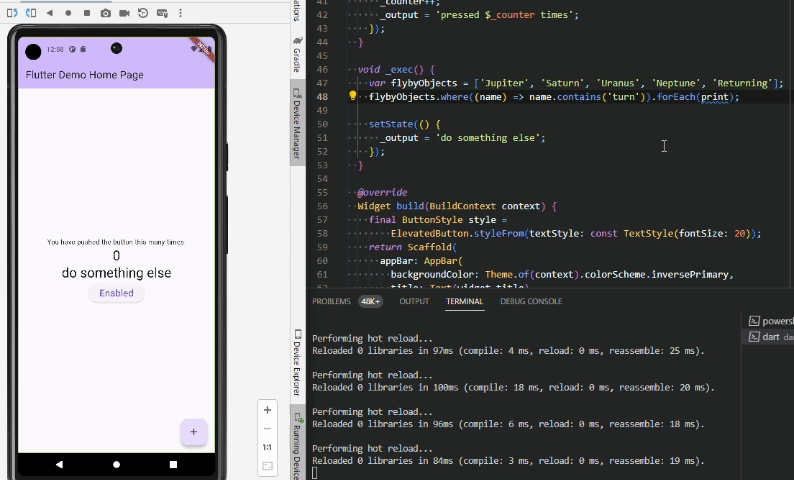 12:58
Flutter Demo Home Page
You have pushed the button this many times:
0
do something else
Enabled
+
Gradle
Device Manager
Device Explorer
Running Device
+
1:1
41 _counter++;
42 _output = 'pressed $_counter times';
43 });
44 }
45
46 void _exec() {
47 var flybyObjects = ['Jupiter', 'Saturn', 'Uranus', 'Neptune', 'Returning'];
48 flybyObjects.where((name) => name.contains('turn')).forEach(print);
49
50 setState(() {
51 _output = 'do something else';
52 });
53 }
54
55 @override
56 Widget build(BuildContext context) {
57 final ButtonStyle style =
58 ElevatedButton.styleFrom(textStyle: const TextStyle(fontSize: 20));
59 return Scaffold(
60 appBar: AppBar(
61 backgroundColor: Theme.of(context).colorScheme.inversePrimary,
title: Text(widget.title)
PROBLEMS 48K+ OUTPUT TERMINAL DEBUG CONSOLE
powersh
dart da
Performing hot reload...
Reloaded 0 libraries in 97ms (compile: 4 ms, reload: 0 ms, reassemble: 25 ms).
Performing hot reload...
Reloaded 0 libraries in 100ms (compile: 18 ms, reload: 0 ms, reassemble: 20 ms).
Performing hot reload...
Reloaded 0 libraries in 96ms (compile: 6 ms, reload: 0 ms, reassemble: 18 ms).
Performing hot reload...
Reloaded 0 libraries in 84ms (compile: 3 ms, reload: 0 ms, reassemble: 19 ms).